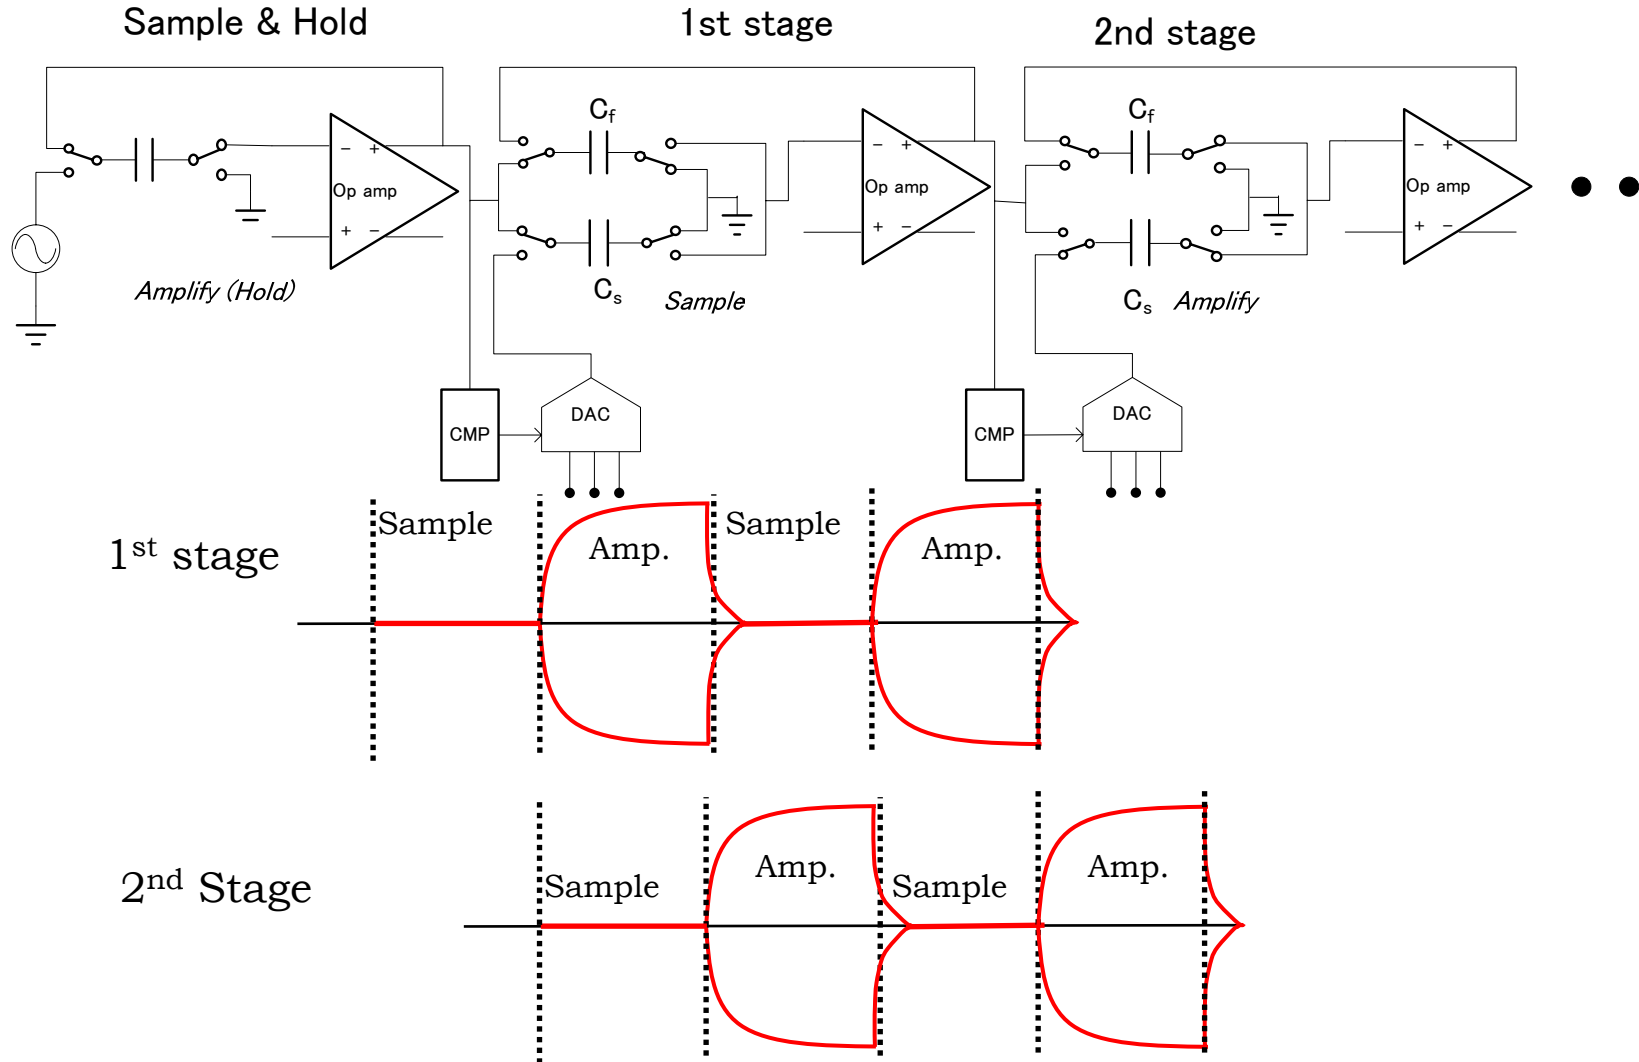 Sample & Hold
1st stage
2nd stage
Cf
Cf
− +
Op amp
+ −
− +
Op amp
+ −
− +
Op amp
+ −
Amplify (Hold)
Cs
Sample
Cs
Amplify
CMP
DAC
CMP
DAC
1st stage
Sample
Amp.
Sample
Amp.
2nd Stage
Sample
Amp.
Sample
Amp.